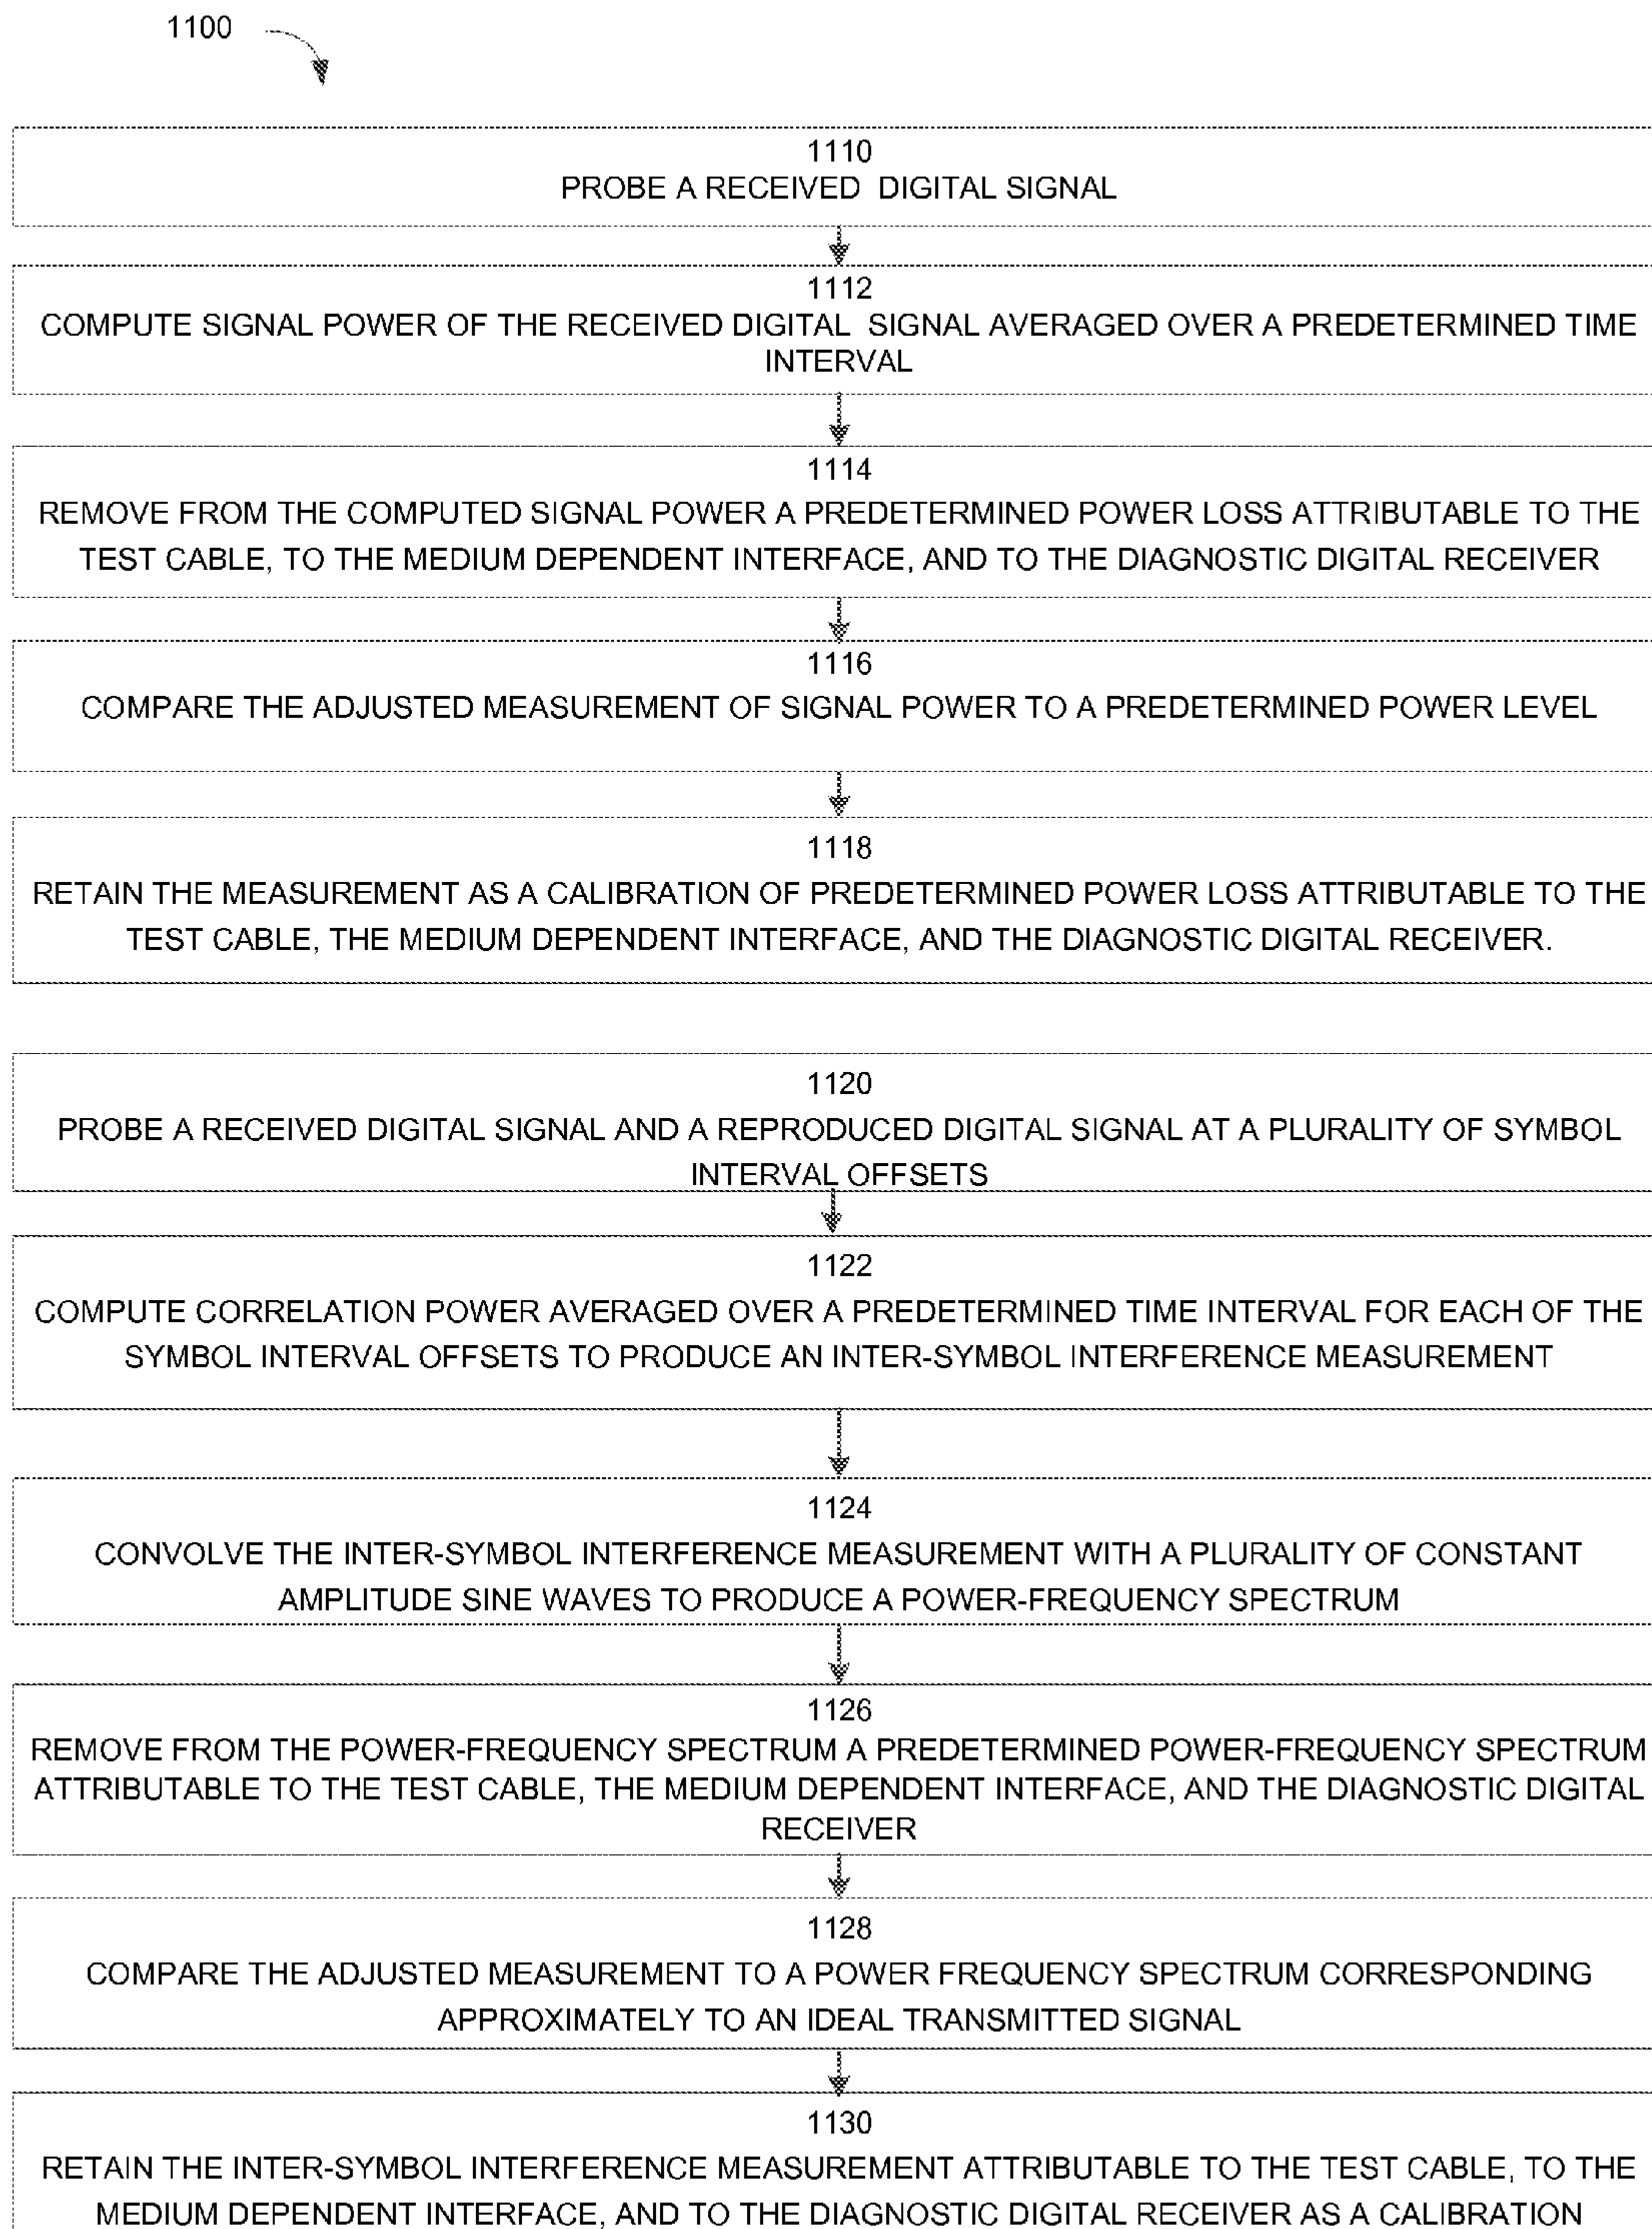 1100
1110
PROBE A RECEIVED DIGITAL SIGNAL
1112
COMPUTE SIGNAL POWER OF THE RECEIVED DIGITAL SIGNAL AVERAGED OVER A PREDETERMINED TIME
INTERVAL
1114
REMOVE FROM THE COMPUTED SIGNAL POWER A PREDETERMINED POWER LOSS ATTRIBUTABLE TO THE
TEST CABLE, TO THE MEDIUM DEPENDENT INTERFACE, AND TO THE DIAGNOSTIC DIGITAL RECEIVER
1116
COMPARE THE ADJUSTED MEASUREMENT OF SIGNAL POWER TO A PREDETERMINED POWER LEVEL
1118
RETAIN THE MEASUREMENT AS A CALIBRATION OF PREDETERMINED POWER LOSS ATTRIBUTABLE TO THE
TEST CABLE, THE MEDIUM DEPENDENT INTERFACE, AND THE DIAGNOSTIC DIGITAL RECEIVER.
1120
PROBE A RECEIVED DIGITAL SIGNAL AND A REPRODUCED DIGITAL SIGNAL AT A PLURALITY OF SYMBOL
INTERVAL OFFSETS
1122
COMPUTE CORRELATION POWER AVERAGED OVER A PREDETERMINED TIME INTERVAL FOR EACH OF THE
SYMBOL INTERVAL OFFSETS TO PRODUCE AN INTER-SYMBOL INTERFERENCE MEASUREMENT
1124
CONVOLVE THE INTER-SYMBOL INTERFERENCE MEASUREMENT WITH A PLURALITY OF CONSTANT
AMPLITUDE SINE WAVES TO PRODUCE A POWER-FREQUENCY SPECTRUM
1126
REMOVE FROM THE POWER-FREQUENCY SPECTRUM A PREDETERMINED POWER-FREQUENCY SPECTRUM
ATTRIBUTABLE TO THE TEST CABLE, THE MEDIUM DEPENDENT INTERFACE, AND THE DIAGNOSTIC DIGITAL
RECEIVER
1128
COMPARE THE ADJUSTED MEASUREMENT TO A POWER FREQUENCY SPECTRUM CORRESPONDING
APPROXIMATELY TO AN IDEAL TRANSMITTED SIGNAL
1130
RETAIN THE INTER-SYMBOL INTERFERENCE MEASUREMENT ATTRIBUTABLE TO THE TEST CABLE, TO THE
MEDIUM DEPENDENT INTERFACE, AND TO THE DIAGNOSTIC DIGITAL RECEIVER AS A CALIBRATION